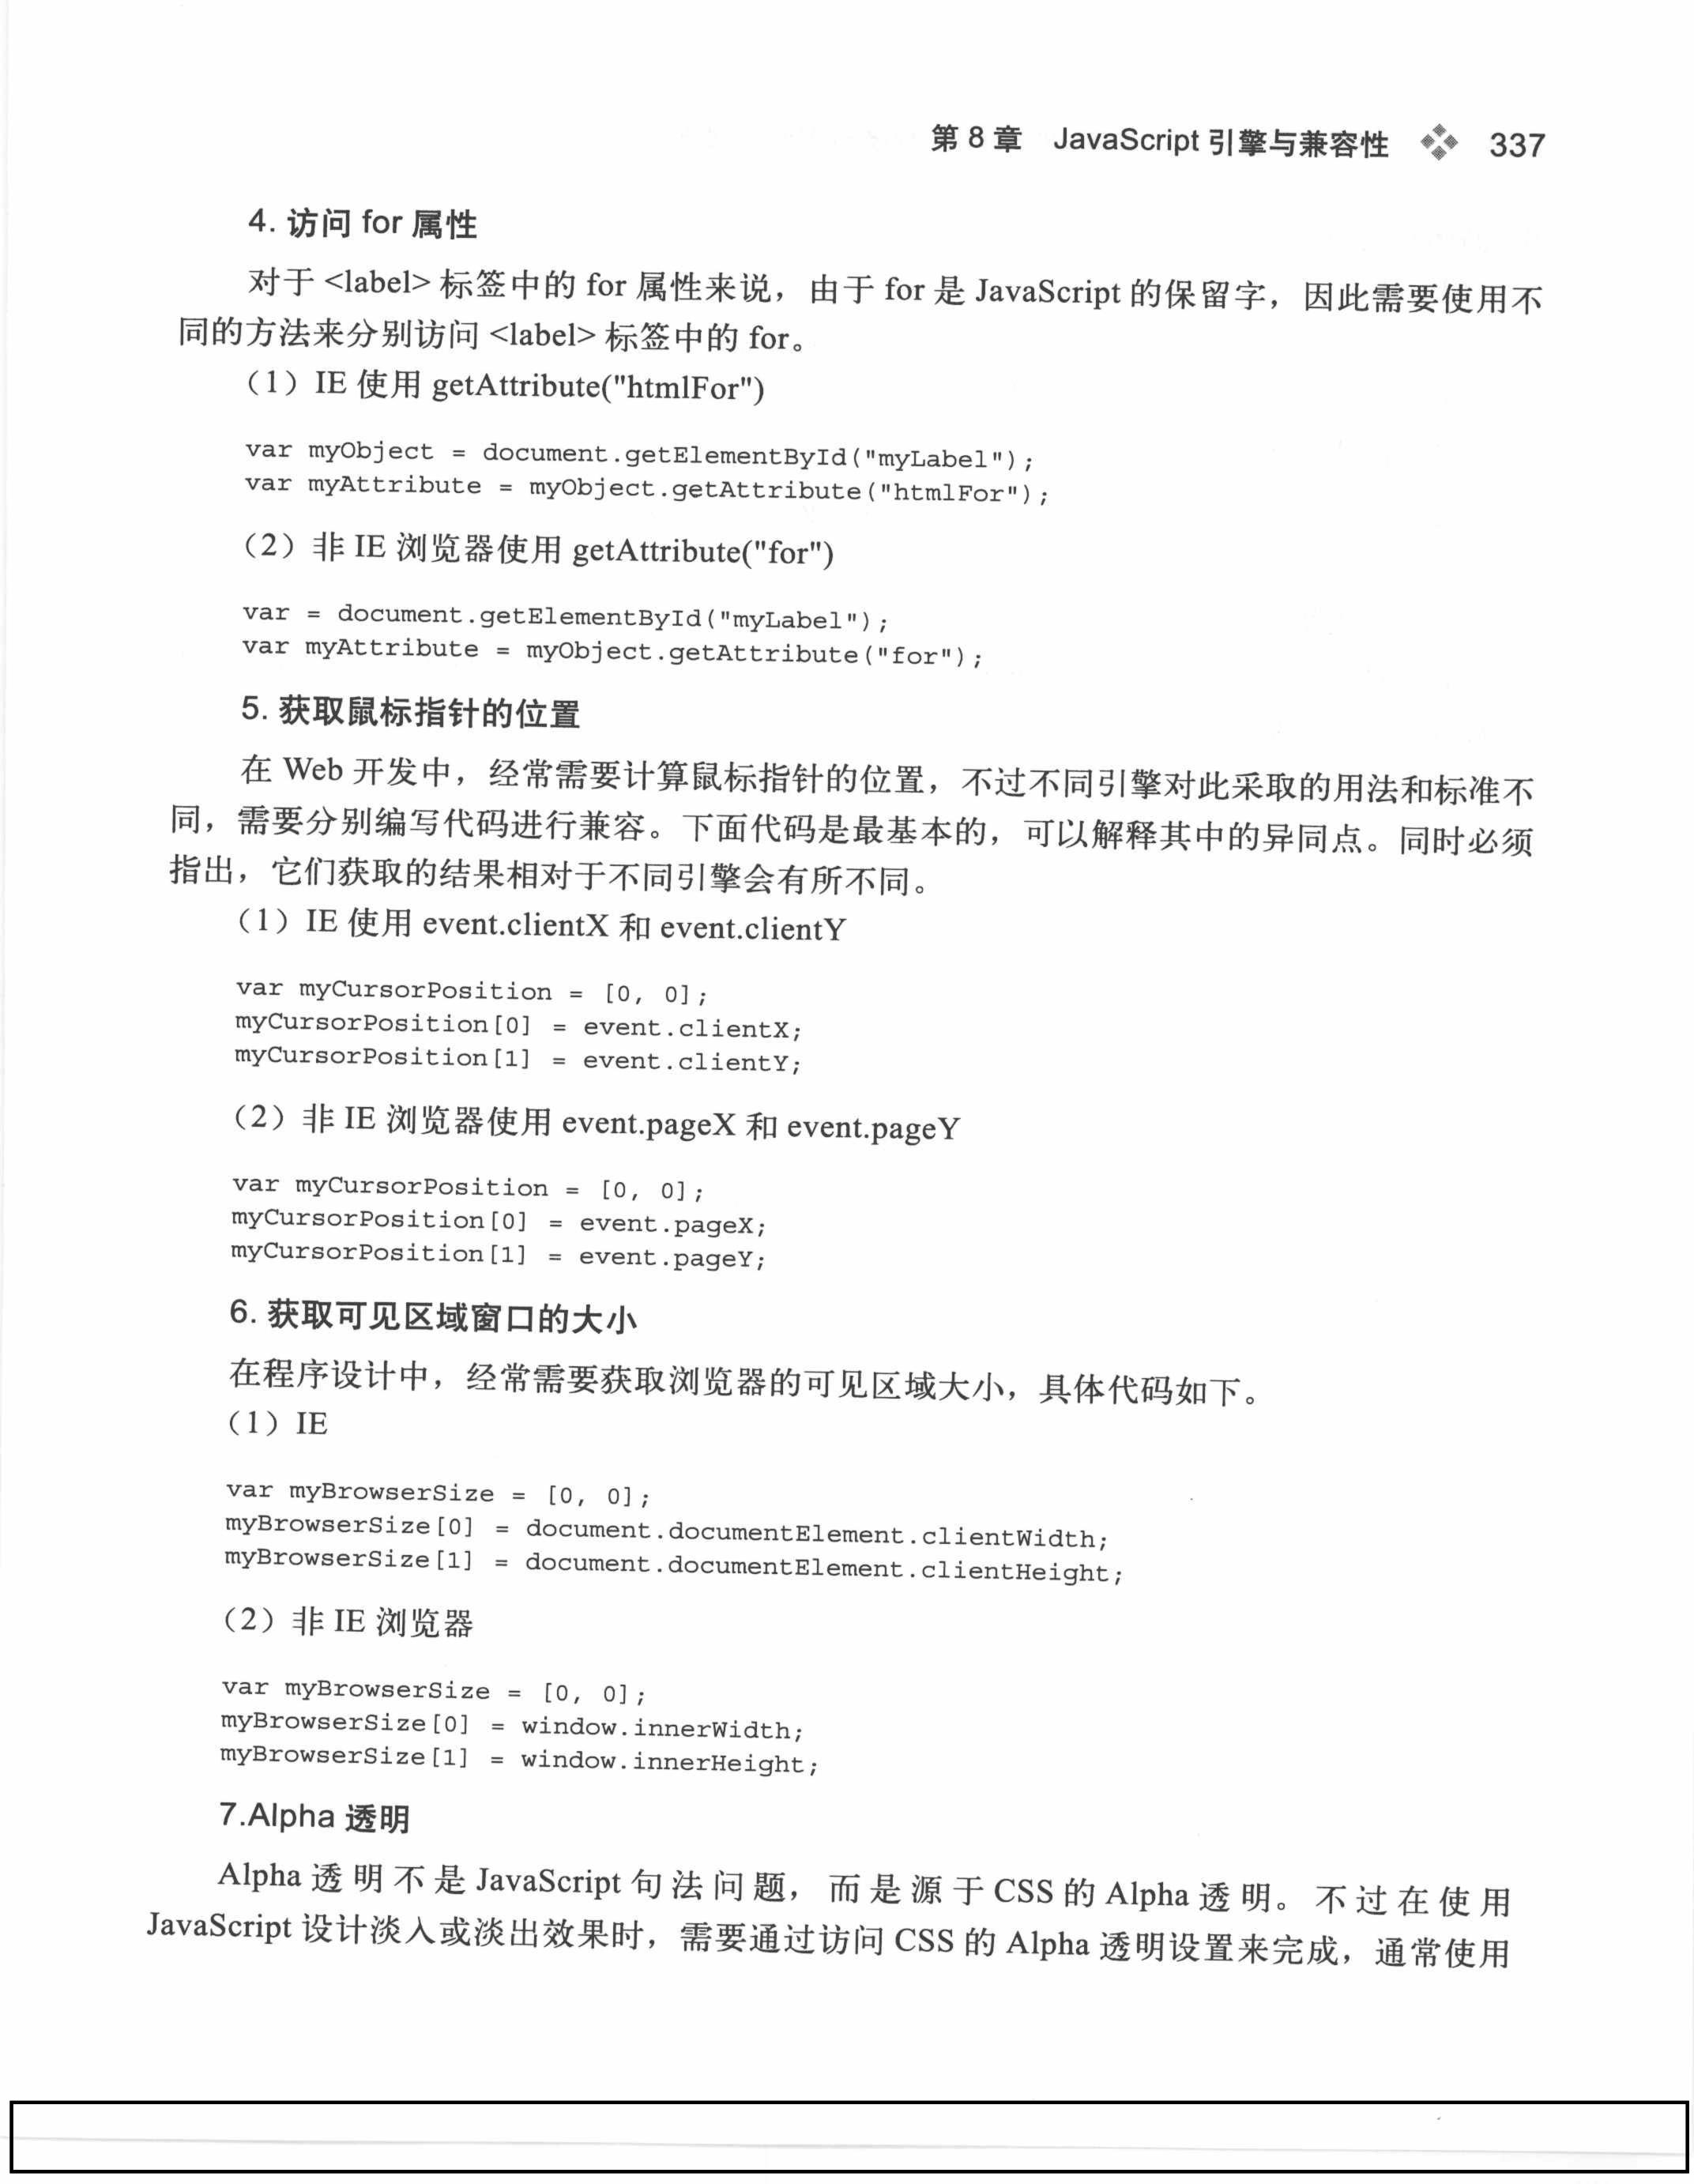 第 8 章 JavaScript 引擎与兼容性 337
4. 访问 for 属性
对于 <label> 标签中的 for 属性来说，由于 for 是 JavaScript 的保留字，因此需要使用不
同的方法来分别访问 <label> 标签中的 for。
（1）IE 使用 getAttribute("htmlFor")
var myObject = document.getElementById("myLabel");
var myAttribute = myObject.getAttribute("htmlFor");
（2）非 IE 浏览器使用 getAttribute("for")
var = document.getElementById("myLabel");
var myAttribute = myObject.getAttribute("for");
5. 获取鼠标指针的位置
在 Web 开发中，经常需要计算鼠标指针的位置，不过不同引擎对此采取的用法和标准不
同，需要分别编写代码进行兼容。下面代码是最基本的，可以解释其中的异同点。同时必须
指出，它们获取的结果相对于不同引擎会有所不同。
（1）IE 使用 event.clientX 和 event.clientY
var myCursorPosition = [0, 0];
myCursorPosition[0] = event.clientX;
myCursorPosition[1] = event.clientY;
（2）非 IE 浏览器使用 event.pageX 和 event.pageY
var myCursorPosition = [0, 0];
myCursorPosition[0] = event.pageX;
myCursorPosition[1] = event.pageY;
6. 获取可见区域窗口的大小
在程序设计中，经常需要获取浏览器的可见区域大小，具体代码如下。
（1）IE
var myBrowserSize = [0, 0];
myBrowserSize[0] = document.documentElement.clientWidth;
myBrowserSize[1] = document.documentElement.clientHeight;
（2）非 IE 浏览器
var myBrowserSize = [0, 0];
myBrowserSize[0] = window.innerWidth;
myBrowserSize[1] = window.innerHeight;
7.Alpha 透明
Alpha 透明不是 JavaScript 句法问题，而是源于 CSS 的 Alpha 透明。不过在使用
JavaScript 设计淡入或淡出效果时，需要通过访问 CSS 的 Alpha 透明设置来完成，通常使用